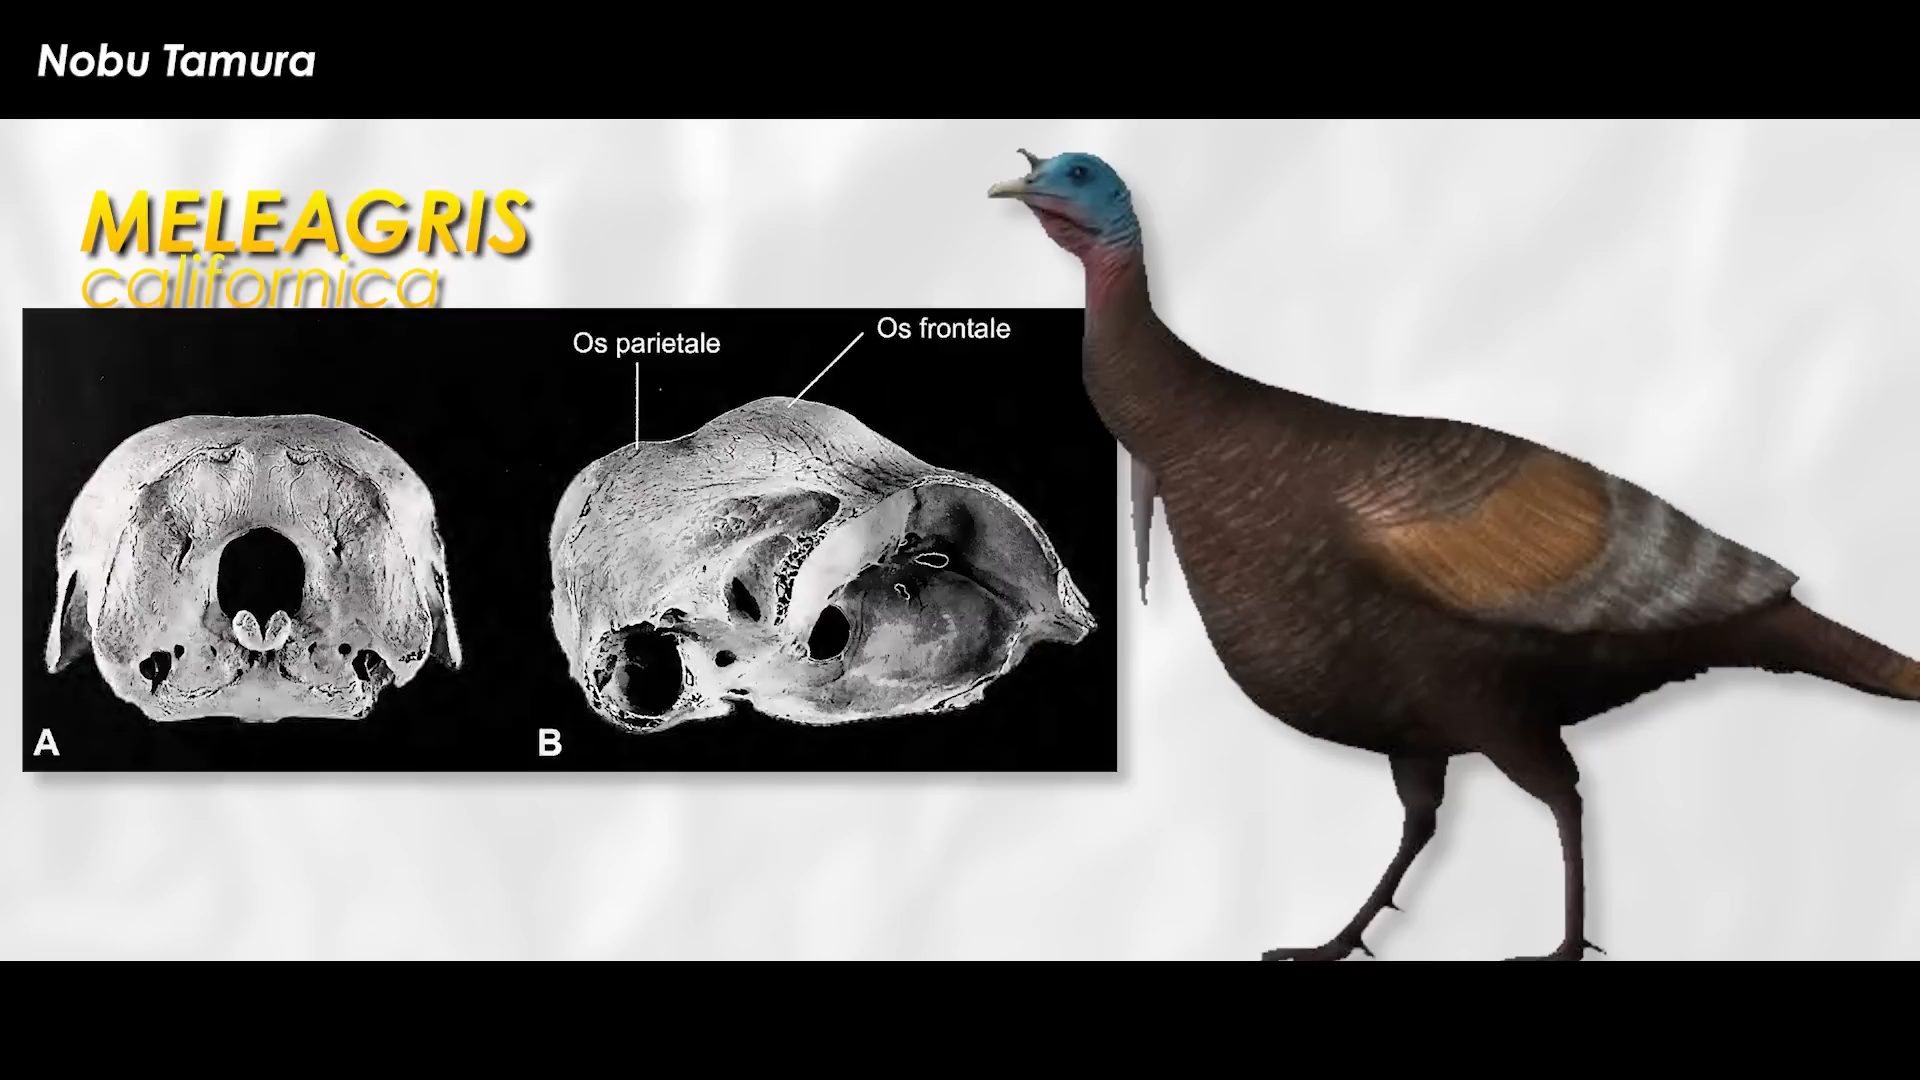 Nobu Tamura
MELEAGRIS
californica
Os parietale
Os frontale
A
B